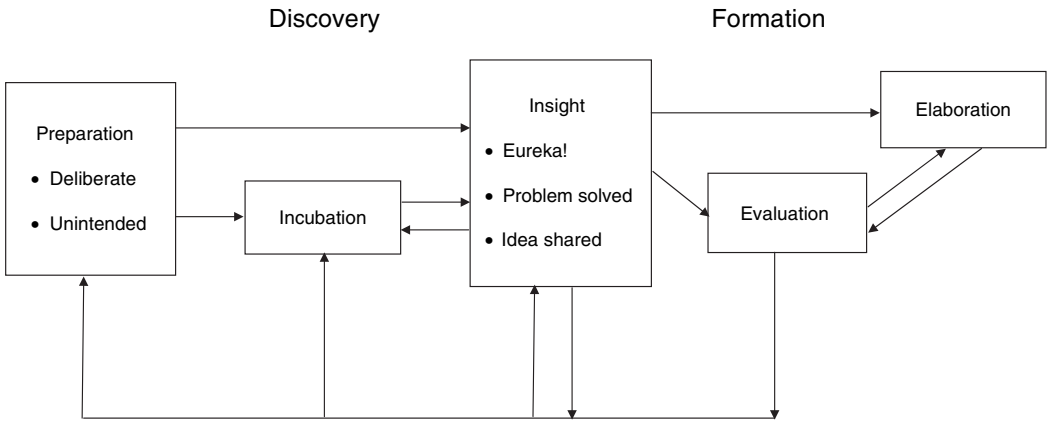 Discovery
Formation
Preparation
• Deliberate
• Unintended
Incubation
Insight
• Eureka!
• Problem solved
• Idea shared
Evaluation
Elaboration